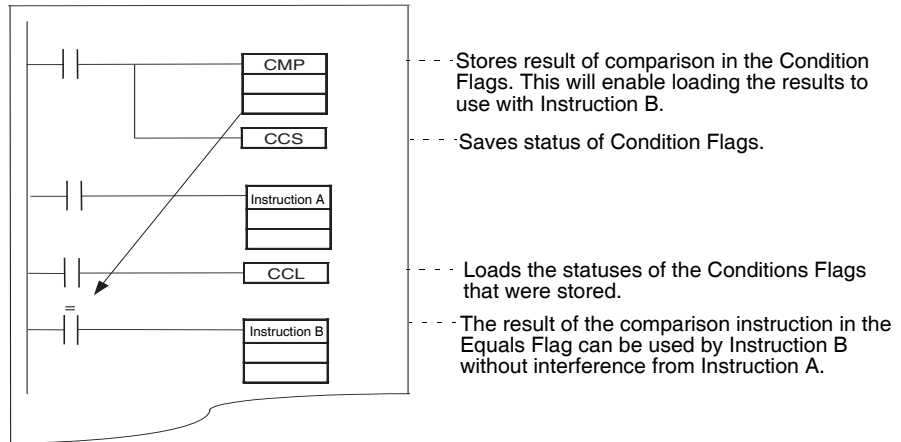 CMP
Stores result of comparison in the Condition
Flags. This will enable loading the results to
use with Instruction B.
CCS
Saves status of Condition Flags.
Instruction A
CCL
Loads the statuses of the Conditions Flags
that were stored.
=
Instruction B
The result of the comparison instruction in the
Equals Flag can be used by Instruction B
without interference from Instruction A.